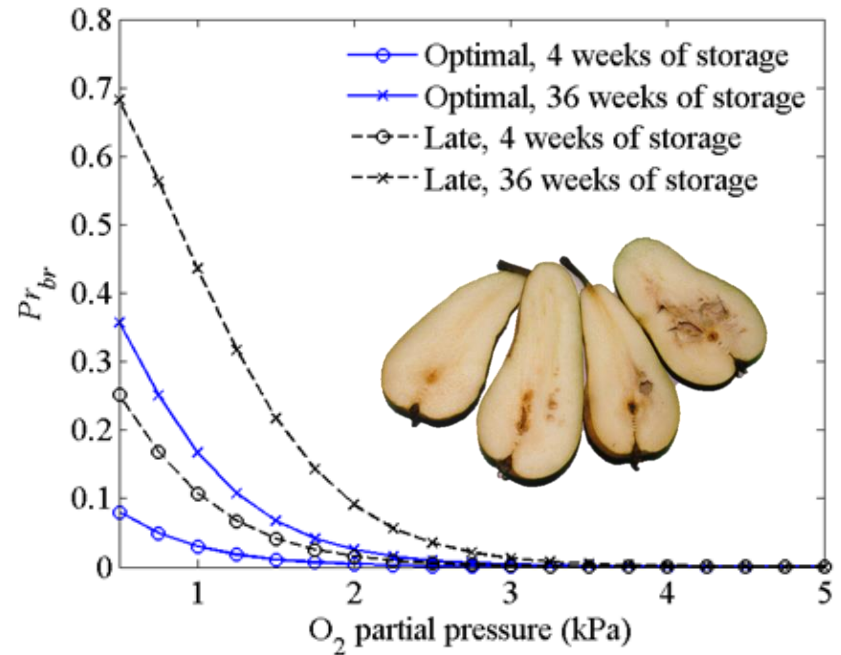 0.8
0.7
0.6
0.5
0.4
0.3
0.2
0.1
0
Pr_br
Optimal, 4 weeks of storage
Optimal, 36 weeks of storage
Late, 4 weeks of storage
Late, 36 weeks of storage
1 2 3 4 5
O₂ partial pressure (kPa)